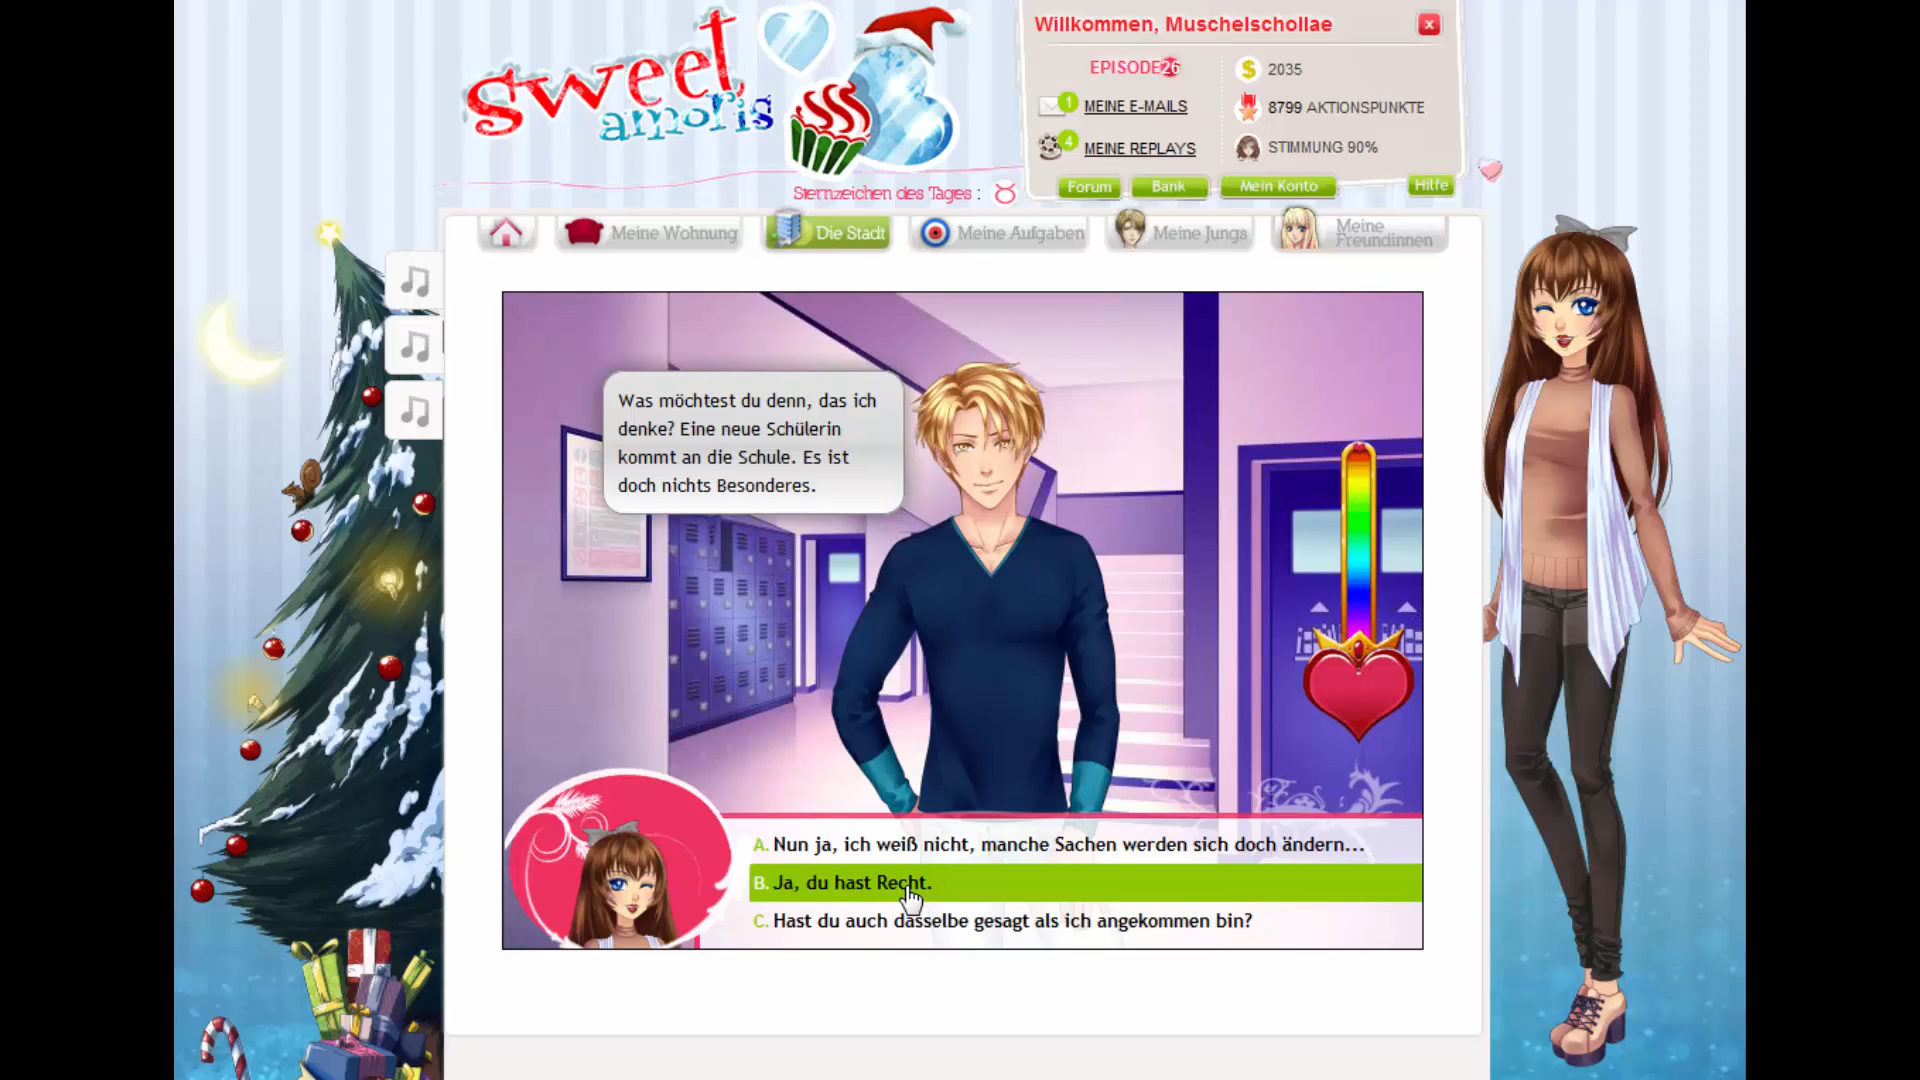 sweet
amoris
Willkommen, Muschelschollae
x
EPISODE26
2035
1
MEINE E-MAILS
8799 AKTIONSPUNKTE
4
MEINE REPLAYS
STIMMUNG 90%
Forum
Bank
Mein Konto
Hilfe
Sternzeichen des Tages :
Meine Wohnung
Die Stadt
Meine Aufgaben
Meine Jungs
Meine
Freundinnen
Was möchtest du denn, das ich
denke? Eine neue Schülerin
kommt an die Schule. Es ist
doch nichts Besonderes.
A. Nun ja, ich weiß nicht, manche Sachen werden sich doch ändern...
B. Ja, du hast Recht.
C. Hast du auch dasselbe gesagt als ich angekommen bin?